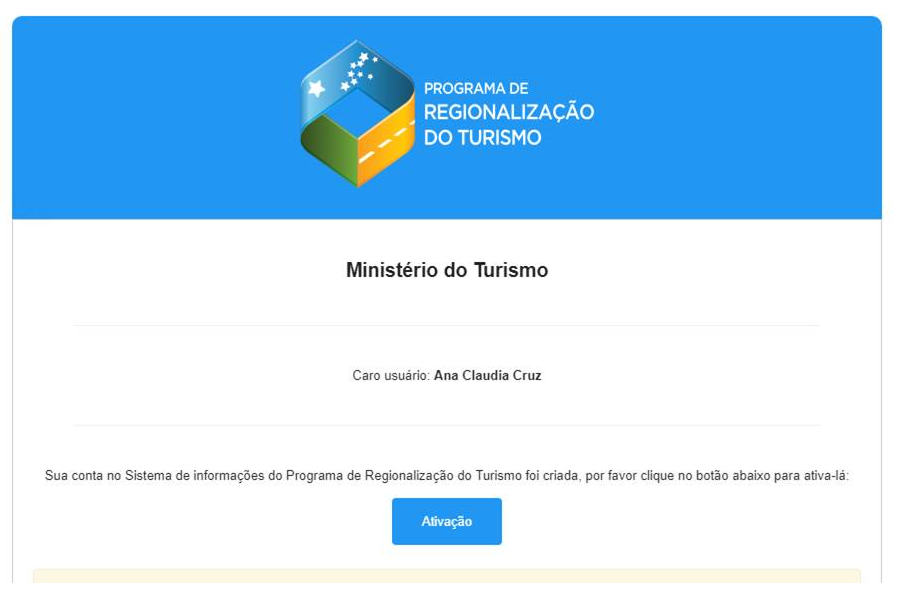 PROGRAMA DE
REGIONALIZAÇÃO
DO TURISMO
Ministério do Turismo
Caro usuário: Ana Claudia Cruz
Sua conta no Sistema de informações do Programa de Regionalização do Turismo foi criada, por favor clique no botão abaixo para ativa-lá:
Ativação